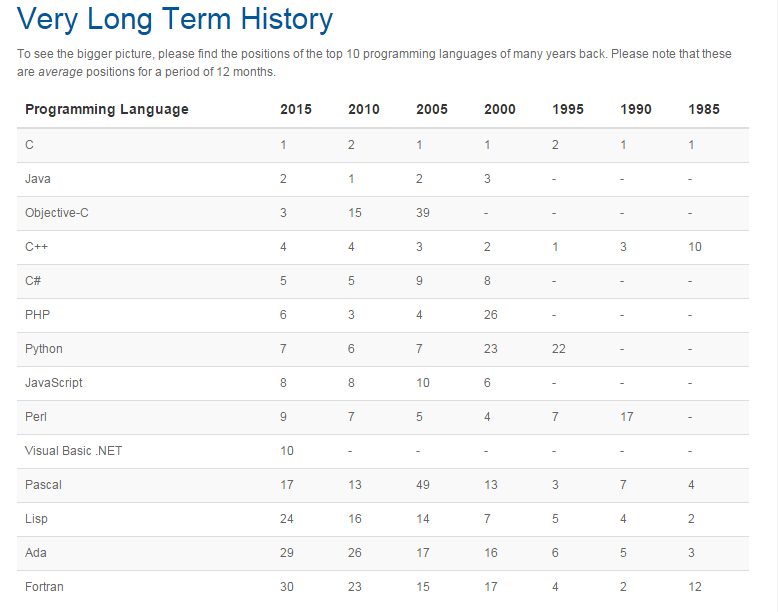 Very Long Term History
To see the bigger picture, please find the positions of the top 10 programming languages of many years back. Please note that these
are average positions for a period of 12 months.
Programming Language 2015 2010 2005 2000 1995 1990 1985
C 1 2 1 1 2 1 1
Java 2 1 2 3 - - -
Objective-C 3 15 39 - - - -
C++ 4 4 3 2 1 3 10
C# 5 5 9 8 - - -
PHP 6 3 4 26 - - -
Python 7 6 7 23 22 - -
JavaScript 8 8 10 6 - - -
Perl 9 7 5 4 7 17 -
Visual Basic .NET 10 - - - - - -
Pascal 17 13 49 13 3 7 4
Lisp 24 16 14 7 5 4 2
Ada 29 26 17 16 6 5 3
Fortran 30 23 15 17 4 2 12